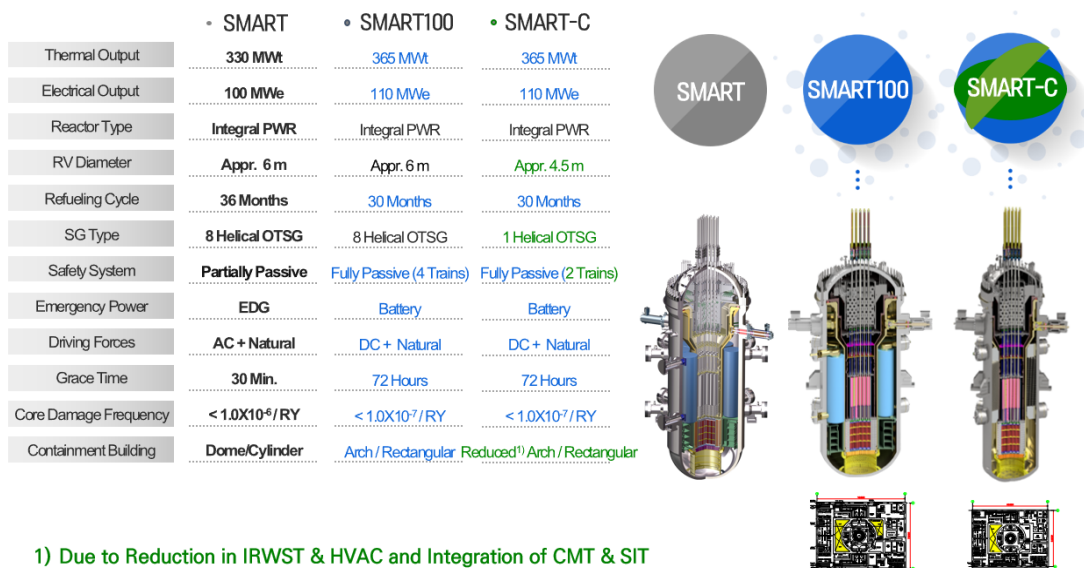 SMART SMART100 SMART-C
Thermal Output 330 MWt 365 MWt 365 MWt
Electrical Output 100 MWe 110 MWe 110 MWe
Reactor Type Integral PWR Integral PWR Integral PWR
RV Diameter Appr. 6 m Appr. 6 m Appr. 4.5 m
Refueling Cycle 36 Months 30 Months 30 Months
SG Type 8 Helical OTSG 8 Helical OTSG 1 Helical OTSG
Safety System Partially Passive Fully Passive (4 Trains) Fully Passive (2 Trains)
Emergency Power EDG Battery Battery
Driving Forces AC + Natural DC + Natural DC + Natural
Grace Time 30 Min. 72 Hours 72 Hours
Core Damage Frequency < 1.0X10⁻⁶ / RY < 1.0X10⁻⁷ / RY < 1.0X10⁻⁷ / RY
Containment Building Dome/Cylinder Arch / Rectangular Reduced¹⁾ Arch / Rectangular
1) Due to Reduction in IRWST & HVAC and Integration of CMT & SIT
SMART SMART100 SMART-C